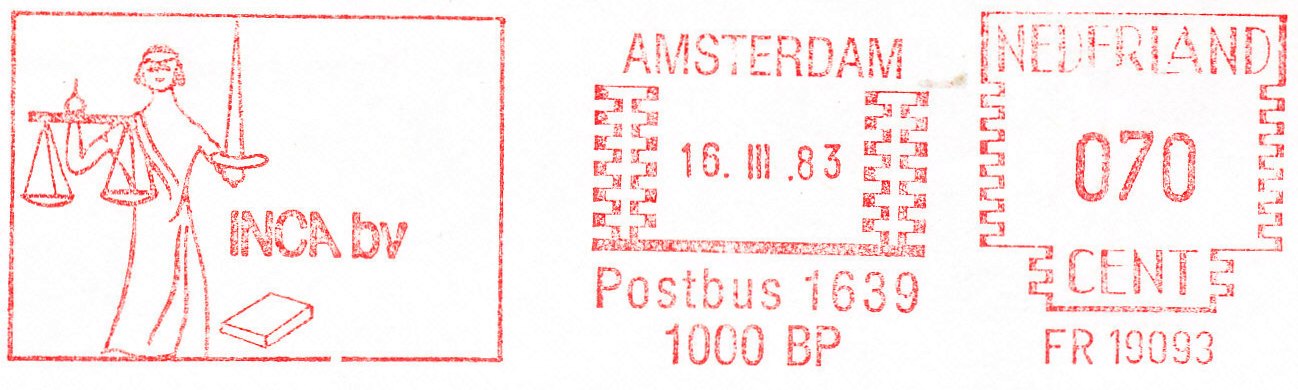 INCA bv
AMSTERDAM
16. III .83
Postbus 1639
1000 BP
NEDERLAND
070
CENT
FR 19093